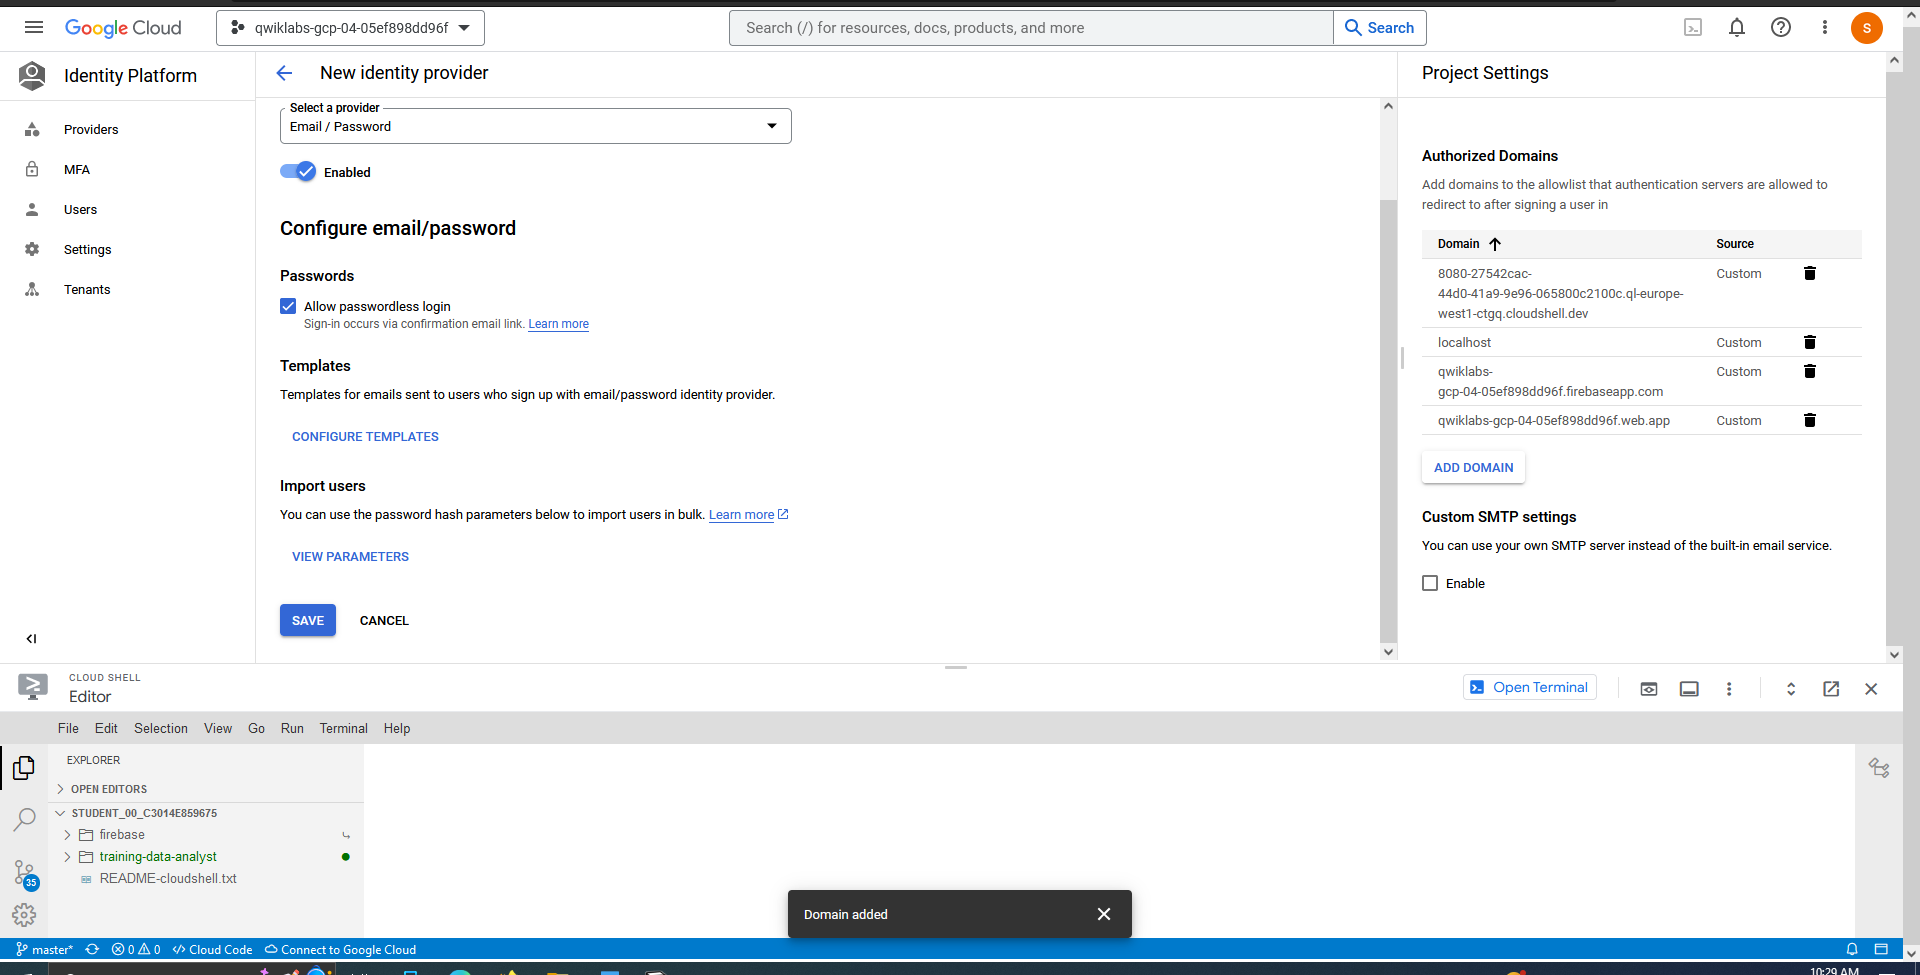 Google Cloud
qwiklabs-gcp-04-05ef898dd96f
Search (/) for resources, docs, products, and more
Search
S
Identity Platform
Providers
MFA
Users
Settings
Tenants
New identity provider
Select a provider
Email / Password
Enabled
Configure email/password
Passwords
Allow passwordless login
Sign-in occurs via confirmation email link. Learn more
Templates
Templates for emails sent to users who sign up with email/password identity provider.
CONFIGURE TEMPLATES
Import users
You can use the password hash parameters below to import users in bulk. Learn more
VIEW PARAMETERS
SAVE
CANCEL
Project Settings
Authorized Domains
Add domains to the allowlist that authentication servers are allowed to
redirect to after signing a user in
Domain
Source
8080-27542cac-
44d0-41a9-9e96-065800c2100c.ql-europe-
west1-ctgq.cloudshell.dev
Custom
localhost
Custom
qwiklabs-
gcp-04-05ef898dd96f.firebaseapp.com
Custom
qwiklabs-gcp-04-05ef898dd96f.web.app
Custom
ADD DOMAIN
Custom SMTP settings
You can use your own SMTP server instead of the built-in email service.
Enable
CLOUD SHELL
Editor
Open Terminal
File Edit Selection View Go Run Terminal Help
EXPLORER
OPEN EDITORS
STUDENT_00_C3014E859675
firebase
training-data-analyst
README-cloudshell.txt
35
Domain added
master* 0 0 Cloud Code Connect to Google Cloud
10:29 AM